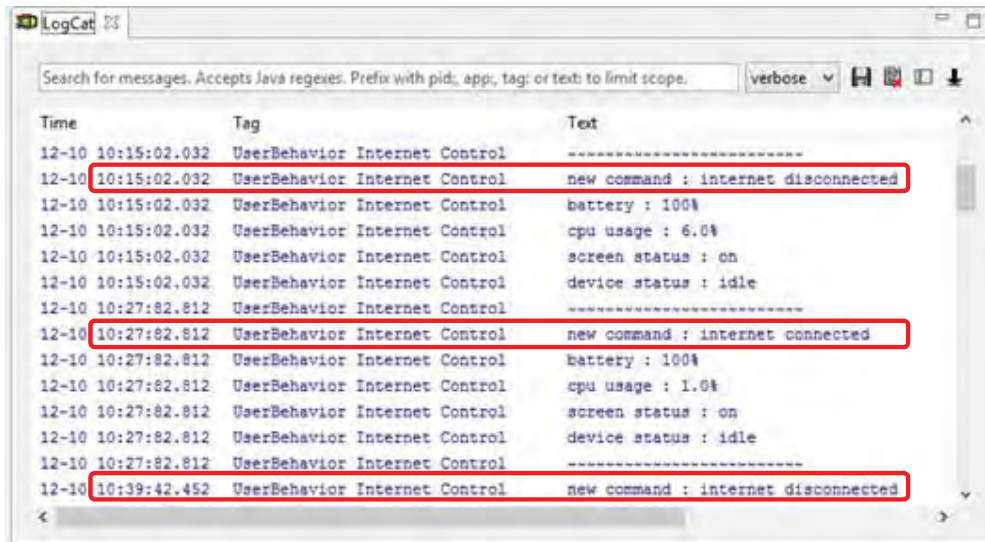 LogCat
Search for messages. Accepts Java regexes. Prefix with pid:, app:, tag: or text: to limit scope. verbose
Time Tag Text
12-10 10:15:02.032 UserBehavior Internet Control --------------------------
12-10 10:15:02.032 UserBehavior Internet Control new command : internet disconnected
12-10 10:15:02.032 UserBehavior Internet Control battery : 100%
12-10 10:15:02.032 UserBehavior Internet Control cpu usage : 6.0%
12-10 10:15:02.032 UserBehavior Internet Control screen status : on
12-10 10:15:02.032 UserBehavior Internet Control device status : idle
12-10 10:27:82.812 UserBehavior Internet Control --------------------------
12-10 10:27:82.812 UserBehavior Internet Control new command : internet connected
12-10 10:27:82.812 UserBehavior Internet Control battery : 100%
12-10 10:27:82.812 UserBehavior Internet Control cpu usage : 1.0%
12-10 10:27:82.812 UserBehavior Internet Control screen status : on
12-10 10:27:82.812 UserBehavior Internet Control device status : idle
12-10 10:27:82.812 UserBehavior Internet Control --------------------------
12-10 10:39:42.452 UserBehavior Internet Control new command : internet disconnected